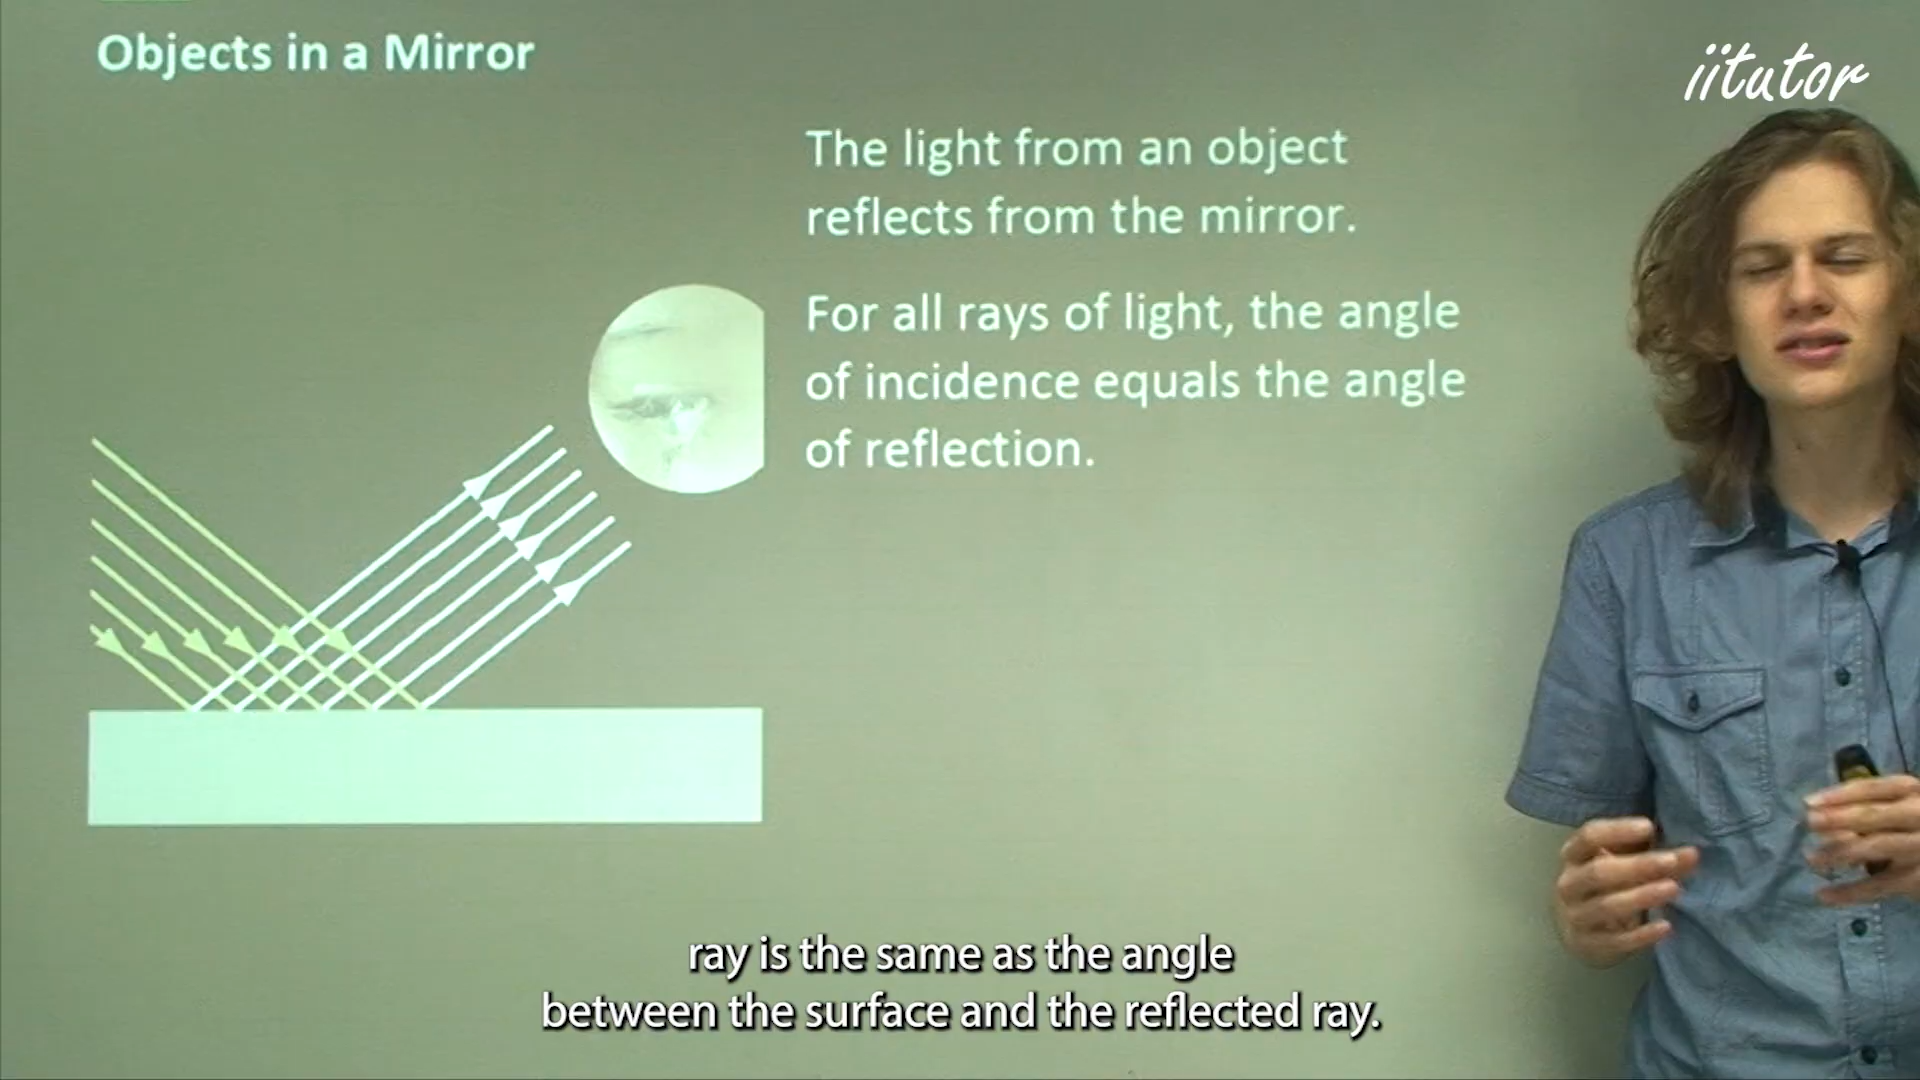 Objects in a Mirror
iitutor
The light from an object
reflects from the mirror.
For all rays of light, the angle
of incidence equals the angle
of reflection.
ray is the same as the angle
between the surface and the reflected ray.